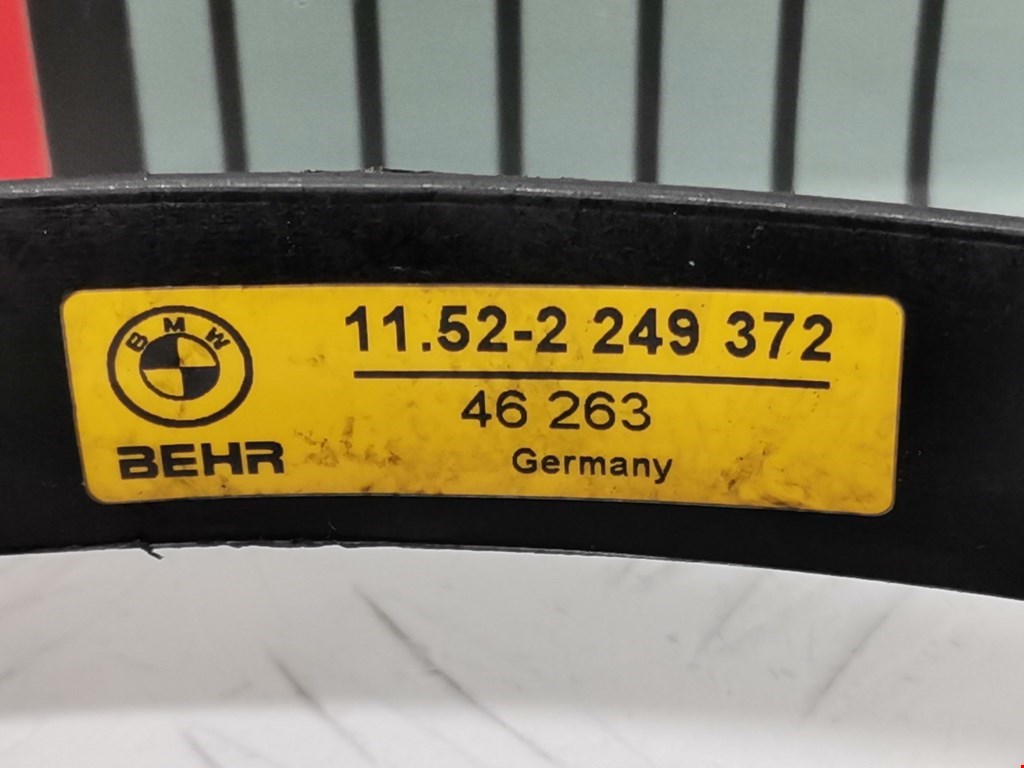 BMW
BEHR
11.52-2 249 372
46 263
Germany